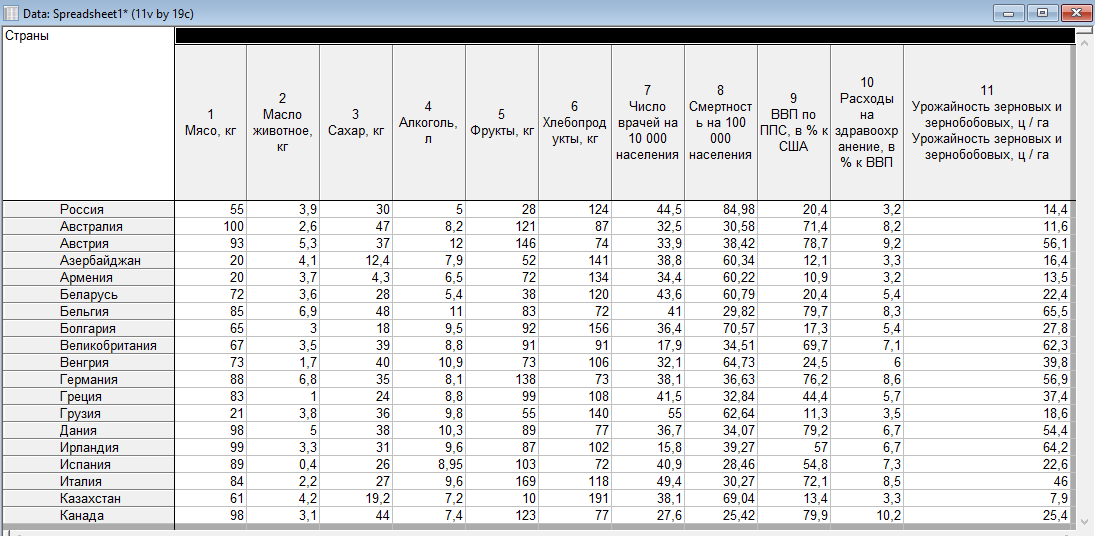 Data: Spreadsheet1* (11v by 19c)
Страны
1 Мясо, кг
2 Масло животное, кг
3 Сахар, кг
4 Алкоголь, л
5 Фрукты, кг
6 Хлебопродукты, кг
7 Число врачей на 10 000 населения
8 Смертность на 100 000 населения
9 ВВП по ППС, в % к США
10 Расходы на здравоохранение, в % к ВВП
11 Урожайность зерновых и зернобобовых, ц / га Урожайность зерновых и зернобобовых, ц / га
Россия 55 3,9 30 5 28 124 44,5 84,98 20,4 3,2 14,4
Австралия 100 2,6 47 8,2 121 87 32,5 30,58 71,4 8,2 11,6
Австрия 93 5,3 37 12 146 74 33,9 38,42 78,7 9,2 56,1
Азербайджан 20 4,1 12,4 7,9 52 141 38,8 60,34 12,1 3,3 16,4
Армения 20 3,7 4,3 6,5 72 134 34,4 60,22 10,9 3,2 13,5
Беларусь 72 3,6 28 5,4 38 120 43,6 60,79 20,4 5,4 22,4
Бельгия 85 6,9 48 11 83 72 41 29,82 79,7 8,3 65,5
Болгария 65 3 18 9,5 92 156 36,4 70,57 17,3 5,4 27,8
Великобритания 67 3,5 39 8,8 91 91 17,9 34,51 69,7 7,1 62,3
Венгрия 73 1,7 40 10,9 73 106 32,1 64,73 24,5 6 39,8
Германия 88 6,8 35 8,1 138 73 38,1 36,63 76,2 8,6 56,9
Греция 83 1 24 8,8 99 108 41,5 32,84 44,4 5,7 37,4
Грузия 21 3,8 36 9,8 55 140 55 62,64 11,3 3,5 18,6
Дания 98 5 38 10,3 89 77 36,7 34,07 79,2 6,7 54,4
Ирландия 99 3,3 31 9,6 87 102 15,8 39,27 57 6,7 64,2
Испания 89 0,4 26 8,95 103 72 40,9 28,46 54,8 7,3 22,6
Италия 84 2,2 27 9,6 169 118 49,4 30,27 72,1 8,5 46
Казахстан 61 4,2 19,2 7,2 10 191 38,1 69,04 13,4 3,3 7,9
Канада 98 3,1 44 7,4 123 77 27,6 25,42 79,9 10,2 25,4